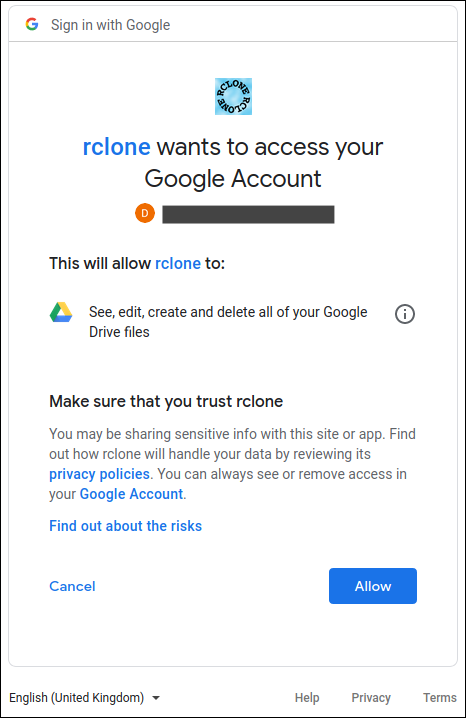 Sign in with Google
RCLONE RCLONE
rclone wants to access your
Google Account
D
This will allow rclone to:
See, edit, create and delete all of your Google
Drive files
Make sure that you trust rclone
You may be sharing sensitive info with this site or app. Find
out how rclone will handle your data by reviewing its
privacy policies. You can always see or remove access in
your Google Account.
Find out about the risks
Cancel
Allow
English (United Kingdom)
Help
Privacy
Terms